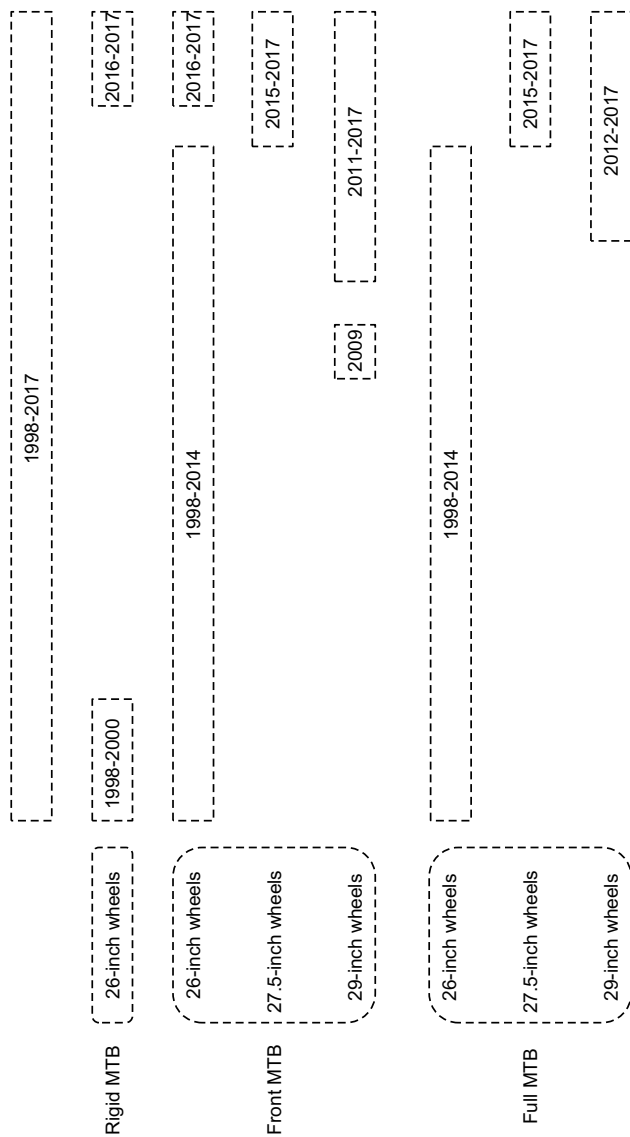 1998-2017
Rigid MTB
26-inch wheels
1998-2000
2016-2017
Front MTB
26-inch wheels
1998-2014
2016-2017
27.5-inch wheels
2015-2017
29-inch wheels
2009
2011-2017
Full MTB
26-inch wheels
1998-2014
27.5-inch wheels
2015-2017
29-inch wheels
2012-2017